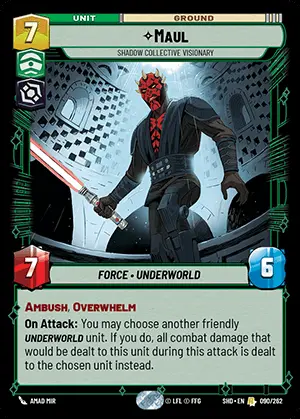 7
UNIT
GROUND
✧MAUL
SHADOW COLLECTIVE VISIONARY
7
FORCE • UNDERWORLD
6
AMBUSH, OVERWHELM
On Attack: You may choose another friendly
UNDERWORLD unit. If you do, all combat damage that
would be dealt to this unit during this attack is dealt
to the chosen unit instead.
AMAD MIR
© LFL © FFG
SHD • EN
090/262